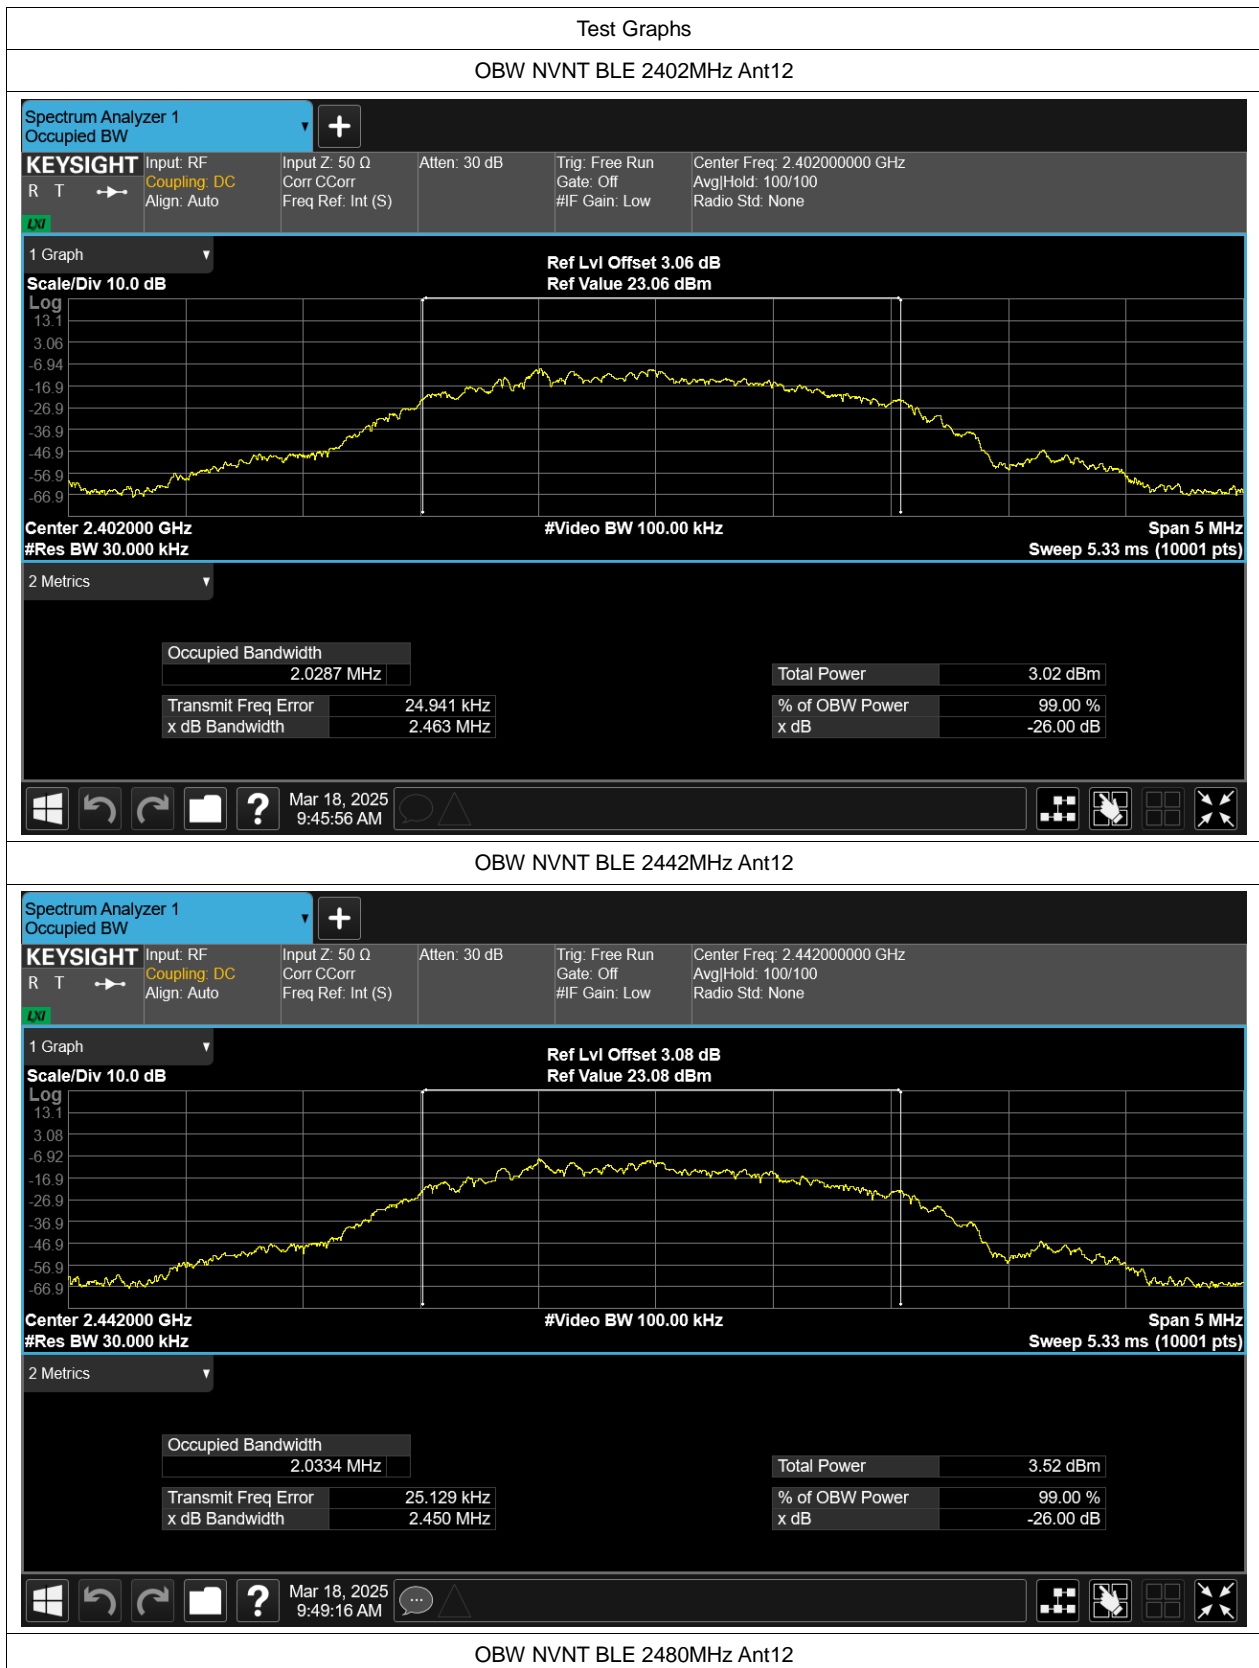 Test Graphs
OBW NVNT BLE 2402MHz Ant12
Spectrum Analyzer 1
Occupied BW
KEYSIGHT
R T
LXI
Input: RF
Coupling: DC
Align: Auto
Input Z: 50 Ω
Corr CCorr
Freq Ref: Int (S)
Atten: 30 dB
Trig: Free Run
Gate: Off
#IF Gain: Low
Center Freq: 2.402000000 GHz
Avg|Hold: 100/100
Radio Std: None
1 Graph
Scale/Div 10.0 dB
Ref Lvl Offset 3.06 dB
Ref Value 23.06 dBm
Log
13.1
3.06
-6.94
-16.9
-26.9
-36.9
-46.9
-56.9
-66.9
Center 2.402000 GHz
#Video BW 100.00 kHz
Span 5 MHz
#Res BW 30.000 kHz
Sweep 5.33 ms (10001 pts)
2 Metrics
Occupied Bandwidth
2.0287 MHz
Total Power 3.02 dBm
Transmit Freq Error 24.941 kHz
% of OBW Power 99.00 %
x dB Bandwidth 2.463 MHz
x dB -26.00 dB
Mar 18, 2025
9:45:56 AM
OBW NVNT BLE 2442MHz Ant12
Spectrum Analyzer 1
Occupied BW
KEYSIGHT
R T
LXI
Input: RF
Coupling: DC
Align: Auto
Input Z: 50 Ω
Corr CCorr
Freq Ref: Int (S)
Atten: 30 dB
Trig: Free Run
Gate: Off
#IF Gain: Low
Center Freq: 2.442000000 GHz
Avg|Hold: 100/100
Radio Std: None
1 Graph
Scale/Div 10.0 dB
Ref Lvl Offset 3.08 dB
Ref Value 23.08 dBm
Log
13.1
3.08
-6.92
-16.9
-26.9
-36.9
-46.9
-56.9
-66.9
Center 2.442000 GHz
#Video BW 100.00 kHz
Span 5 MHz
#Res BW 30.000 kHz
Sweep 5.33 ms (10001 pts)
2 Metrics
Occupied Bandwidth
2.0334 MHz
Total Power 3.52 dBm
Transmit Freq Error 25.129 kHz
% of OBW Power 99.00 %
x dB Bandwidth 2.450 MHz
x dB -26.00 dB
Mar 18, 2025
9:49:16 AM
OBW NVNT BLE 2480MHz Ant12